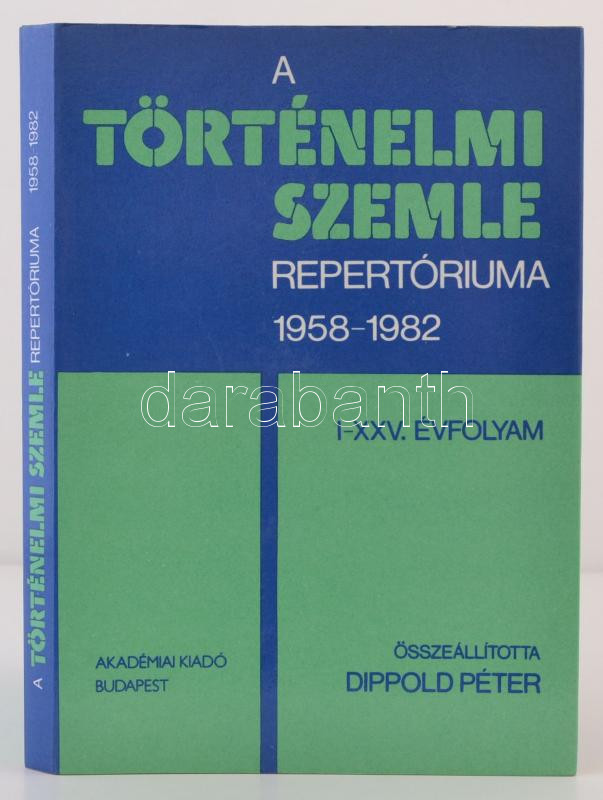 A
TÖRTÉNELMI
SZEMLE
REPERTÓRIUMA
1958-1982
I-XXV. ÉVFOLYAM
ÖSSZEÁLLÍTOTTA
DIPPOLD PÉTER
AKADÉMIAI KIADÓ
BUDAPEST
A TÖRTÉNELMI SZEMLE REPERTÓRIUMA 1958-1982
darabanth